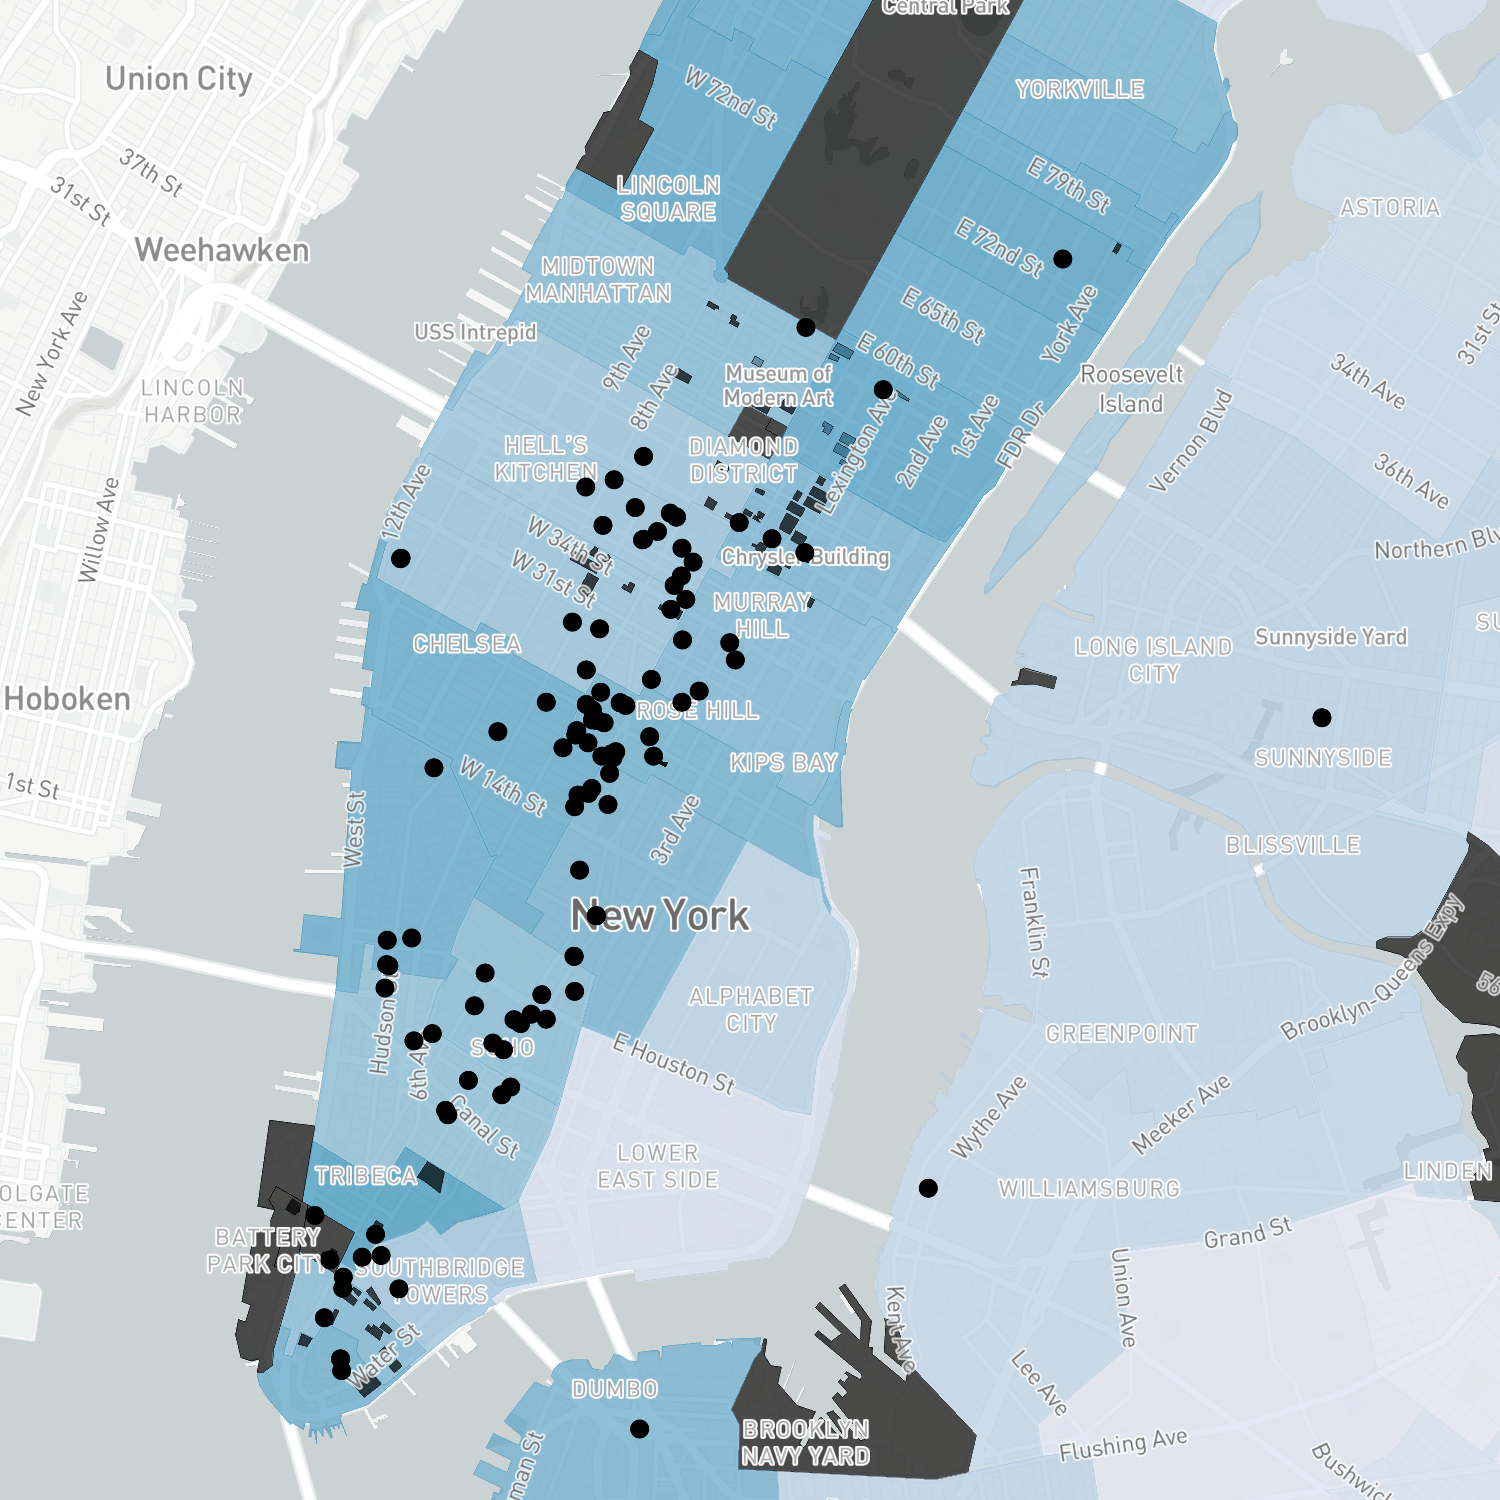 Central Park
Union City
W 72nd St
YORKVILLE
37th St
31st St
E 79th St
LINCOLN
SQUARE
ASTORIA
Weehawken
E 72nd St
MIDTOWN
MANHATTAN
USS Intrepid
E 65th St
York Ave
New York Ave
9th Ave
E 60th St
31st S
LINCOLN
HARBOR
8th Ave
Museum of
Modern Art
Roosevelt
Island
34th Ave
HELL'S
KITCHEN
DIAMOND
DISTRICT
Lexington Ave
2nd Ave
1st Ave
FDR Dr
Vernon Blvd
36th Ave
12th Ave
Willow Ave
W 34th St
W 31st St
Chrysler Building
Northern Blv
MURRAY
HILL
CHELSEA
LONG ISLAND
CITY
Sunnyside Yard
SU
Hoboken
ROSE HILL
KIPS BAY
SUNNYSIDE
1st St
W 14th St
West St
3rd Ave
BLISSVILLE
New York
Franklin St
Brooklyn-Queens Expy
56
ALPHABET
CITY
Hudson St
6th Av
SOHO
E Houston St
GREENPOINT
Canal St
Wythe Ave
Meeker Ave
LOWER
EAST SIDE
TRIBECA
WILLIAMSBURG
LINDEN
OLGATE
CENTER
BATTERY
PARK CITY
SOUTHBRIDGE
TOWERS
Grand St
Water St
Kent Ave
Union Ave
DUMBO
Lee Ave
BROOKLYN
NAVY YARD
Flushing Ave
Bushwic
man St